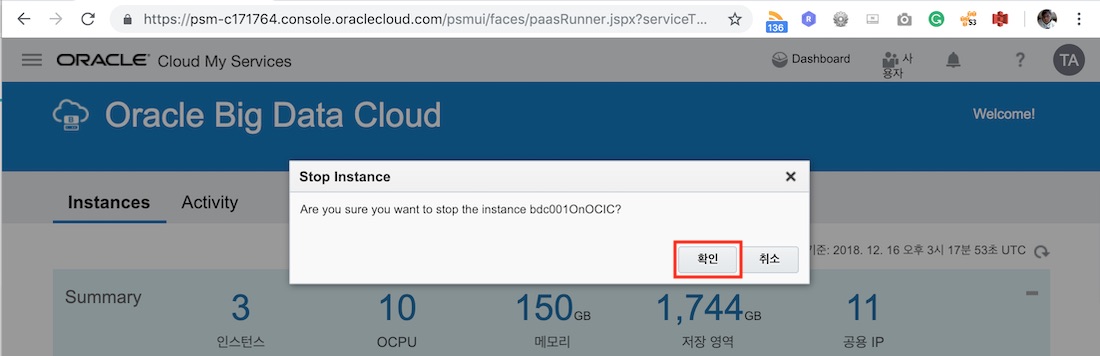 https://psm-c171764.console.oraclecloud.com/psmui/faces/paasRunner.jspx?serviceT...
136
R
S3
ORACLE® Cloud My Services
Dashboard
사용자
?
TA
Oracle Big Data Cloud
Welcome!
Stop Instance
Are you sure you want to stop the instance bdc001OnOCIC?
확인
취소
Instances
Activity
기준: 2018. 12. 16 오후 3시 17분 53초 UTC
Summary
3
인스턴스
10
OCPU
150GB
메모리
1,744GB
저장 영역
11
공용 IP